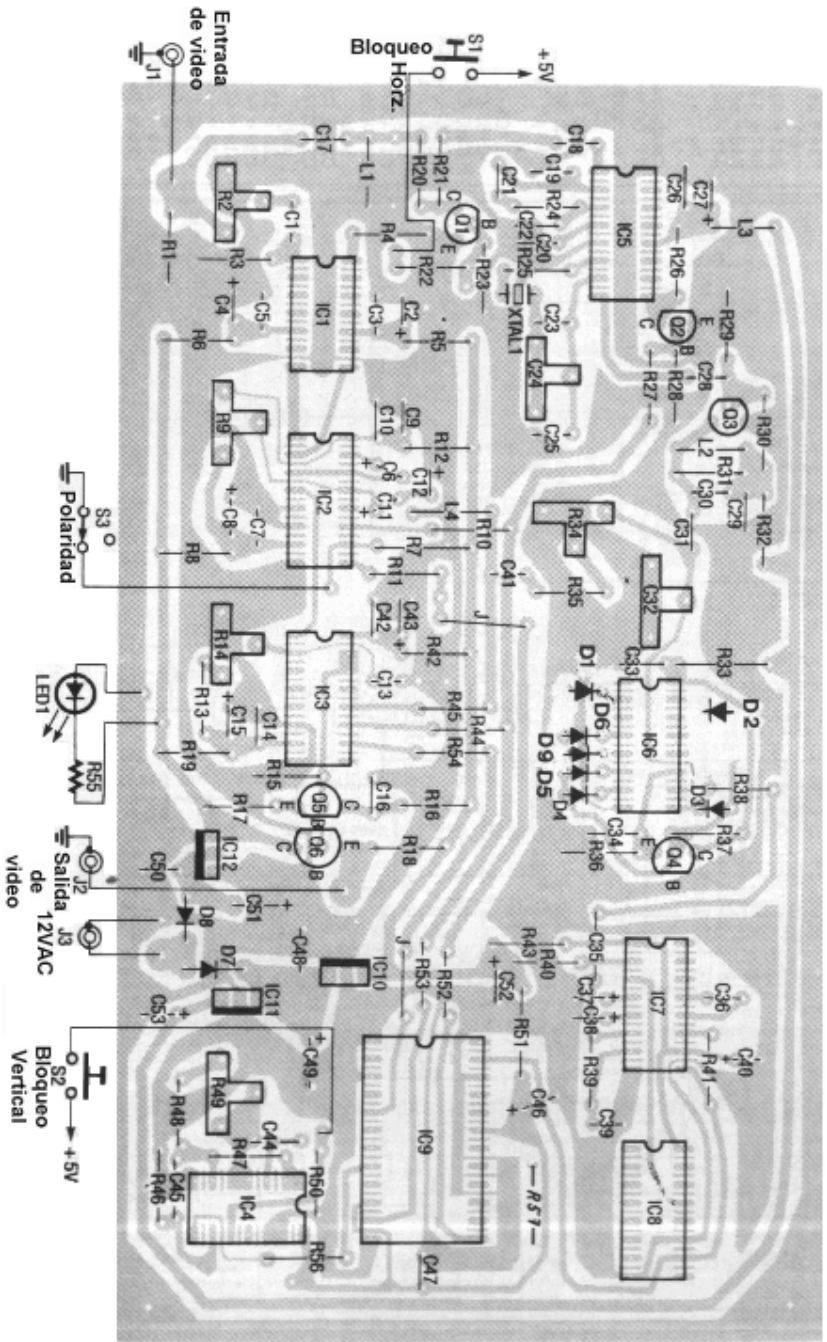 Entrada
de video
J1
Bloqueo
Horz.
S1
+5V
C17
L1
R20
R21
C18
C19
C21
R24
IC5
C26
C27
+
L3
R2
C1
R1
R3
R4
C
Q1
B
E
R22
R23
C22
R25
C20
R26
C4
+
C5
IC1
C3
C2
+
R5
XTAL1
C23
C
Q2
E
B
R29
R6
C24
R27
R28
C28
Q3
R30
R9
C10
C9
R12
C25
L2
R31
C30
C29
R32
IC2
+
C6
C12
+
C11
+
L4
R10
R34
C31
S3
Polaridad
+
C8
C7
R8
R7
R11
C41
R35
C32
R14
C42
C43
+
R42
J
C33
R33
LED1
R55
R13
C15
+
C14
IC3
C13
R45
R44
R54
D1
D6
D2
IC6
D9 D5
D4
D3
R38
R19
R15
R17
E
Q5
C
B
C16
R16
C
Q6
E
B
R18
C34
R36
E
Q4
C
B
R37
J2
Salida
de
video
J3
12VAC
C50
IC12
D8
C51
+
D7
C48
IC11
IC10
J
R53
R52
+
C52
R43
R40
C35
C37
+
C38
+
IC7
C36
C53
+
+
C49
R51
R39
R41
C40
+
S2
Bloqueo
Vertical
+5V
R49
R48
R47
C44
R50
IC9
+
C46
C39
R46
C45
IC4
R56
R57
IC8
C47